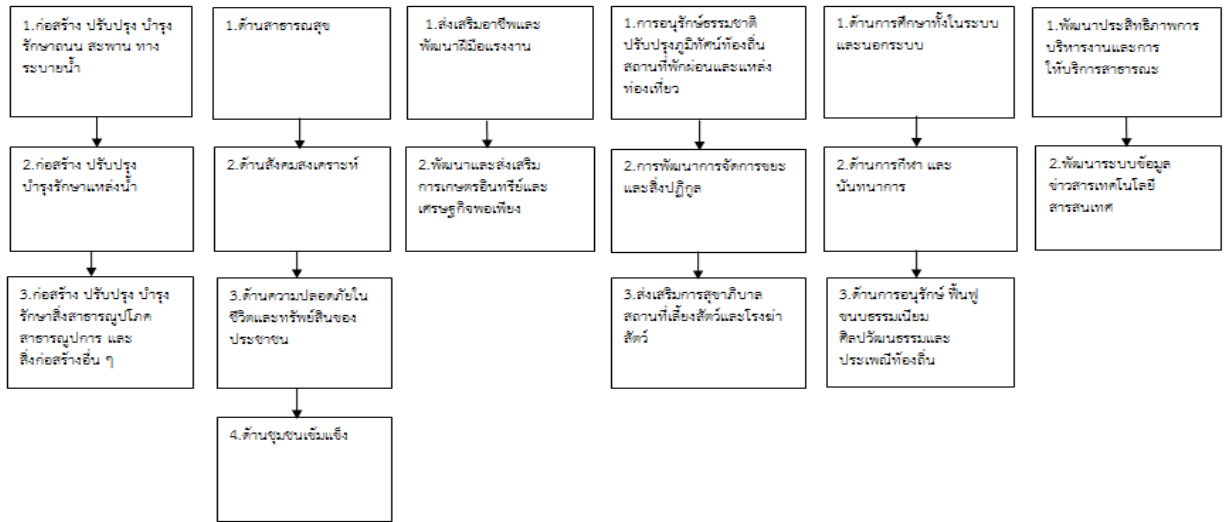 1.ก่อสร้าง ปรับปรุง บำรุง
รักษาถนน สะพาน ทาง
ระบายน้ำ
2.ก่อสร้าง ปรับปรุง
บำรุงรักษาแหล่งน้ำ
3.ก่อสร้าง ปรับปรุง บำรุง
รักษาสิ่งสาธารณูปโภค
สาธารณูปการ และ
สิ่งก่อสร้างอื่น ๆ
1.ด้านสาธารณสุข
2.ด้านสังคมสงเคราะห์
3.ด้านความปลอดภัยใน
ชีวิตและทรัพย์สินของ
ประชาชน
4.ด้านชุมชนเข้มแข็ง
1.ส่งเสริมอาชีพและ
พัฒนาฝีมือแรงงาน
2.พัฒนาและส่งเสริม
การเกษตรอินทรีย์และ
เศรษฐกิจพอเพียง
1.การอนุรักษ์ธรรมชาติ
ปรับปรุงภูมิทัศน์ท้องถิ่น
สถานที่พักผ่อนและแหล่ง
ท่องเที่ยว
2.การพัฒนาการจัดการขยะ
และสิ่งปฏิกูล
3.ส่งเสริมการสุขาภิบาล
สถานที่เลี้ยงสัตว์และโรงฆ่า
สัตว์
1.ด้านการศึกษาทั้งในระบบ
และนอกระบบ
2.ด้านการกีฬา และ
นันทนาการ
3.ด้านการอนุรักษ์ ฟื้นฟู
ขนบธรรมเนียม
ศิลปวัฒนธรรมและ
ประเพณีท้องถิ่น
1.พัฒนาประสิทธิภาพการ
บริหารงานและการ
ให้บริการสาธารณะ
2.พัฒนาระบบข้อมูล
ข่าวสารเทคโนโลยี
สารสนเทศ